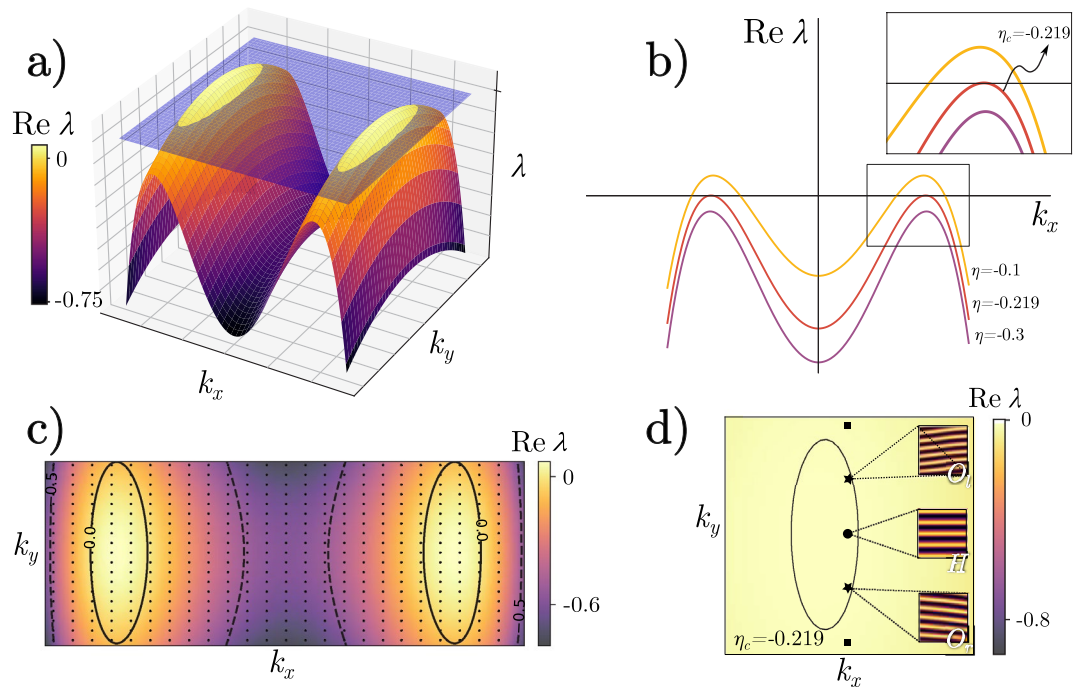 a)
Re λ
0
-0.75
k_x
k_y
λ
b)
Re λ
η_c=-0.219
k_x
η=-0.1
η=-0.219
η=-0.3
c)
Re λ
0
-0.6
-0.5
0.0
0.0
-0.5
k_y
k_x
d)
Re λ
0
-0.8
k_y
O_l
H
O_r
η_c=-0.219
k_x